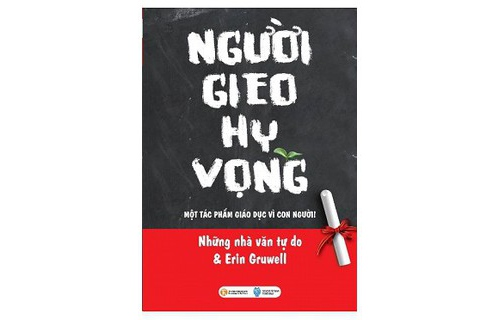 NGƯỜI
GIEO
HY
VỌNG
MỘT TÁC PHẨM GIÁO DỤC VÌ CON NGƯỜI!
Những nhà văn tự do
& Erin Gruwell